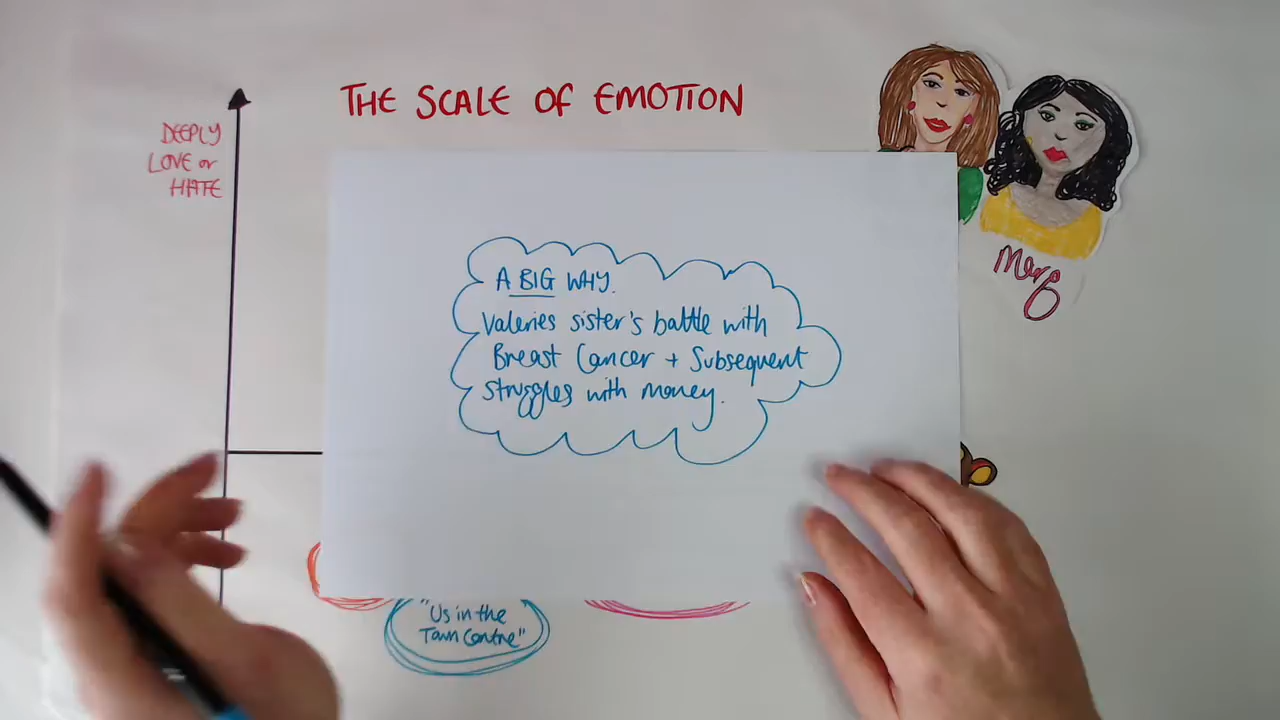 THE SCALE OF EMOTION
DEEPLY
LOVE or
HATE
A BIG WHY.
Valeries sister's battle with
Breast Cancer + Subsequent
Struggles with money.
Marg
"Us in the
Town Centre"